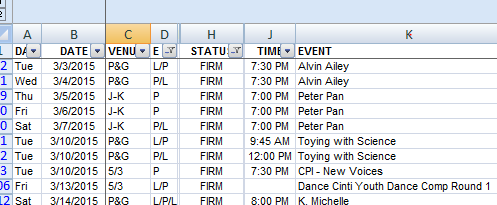 2
A B C D H J K
1 DA DATE VENU E STATU TIME EVENT
2 Tue 3/3/2015 P&G L/P FIRM 7:30 PM Alvin Ailey
1 Wed 3/4/2015 P&G P/L FIRM 7:30 PM Alvin Ailey
9 Thu 3/5/2015 J-K P FIRM 7:00 PM Peter Pan
0 Fri 3/6/2015 J-K P FIRM 7:00 PM Peter Pan
0 Sat 3/7/2015 J-K P/L FIRM 7:00 PM Peter Pan
1 Tue 3/10/2015 P&G L/P FIRM 9:45 AM Toying with Science
2 Tue 3/10/2015 P&G P/L FIRM 12:00 PM Toying with Science
3 Tue 3/10/2015 5/3 P FIRM 7:30 PM CPI - New Voices
06 Fri 3/13/2015 5/3 L/P FIRM Dance Cinti Youth Dance Comp Round 1
12 Sat 3/14/2015 P&G L/P/L FIRM 8:00 PM K. Michelle